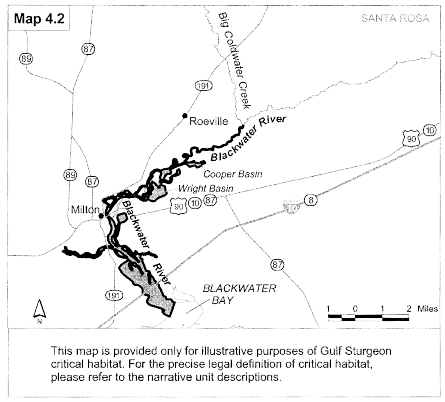 Map 4.2
SANTA ROSA
Big Coldwater Creek
87
89
191
Roeville
Blackwater River
10
90
Cooper Basin
Wright Basin
89
87
Milton
90
10
87
8
Blackwater
River
87
191
BLACKWATER
BAY
N
1 0 1 2 Miles
This map is provided only for illustrative purposes of Gulf Sturgeon
critical habitat. For the precise legal definition of critical habitat,
please refer to the narrative unit descriptions.